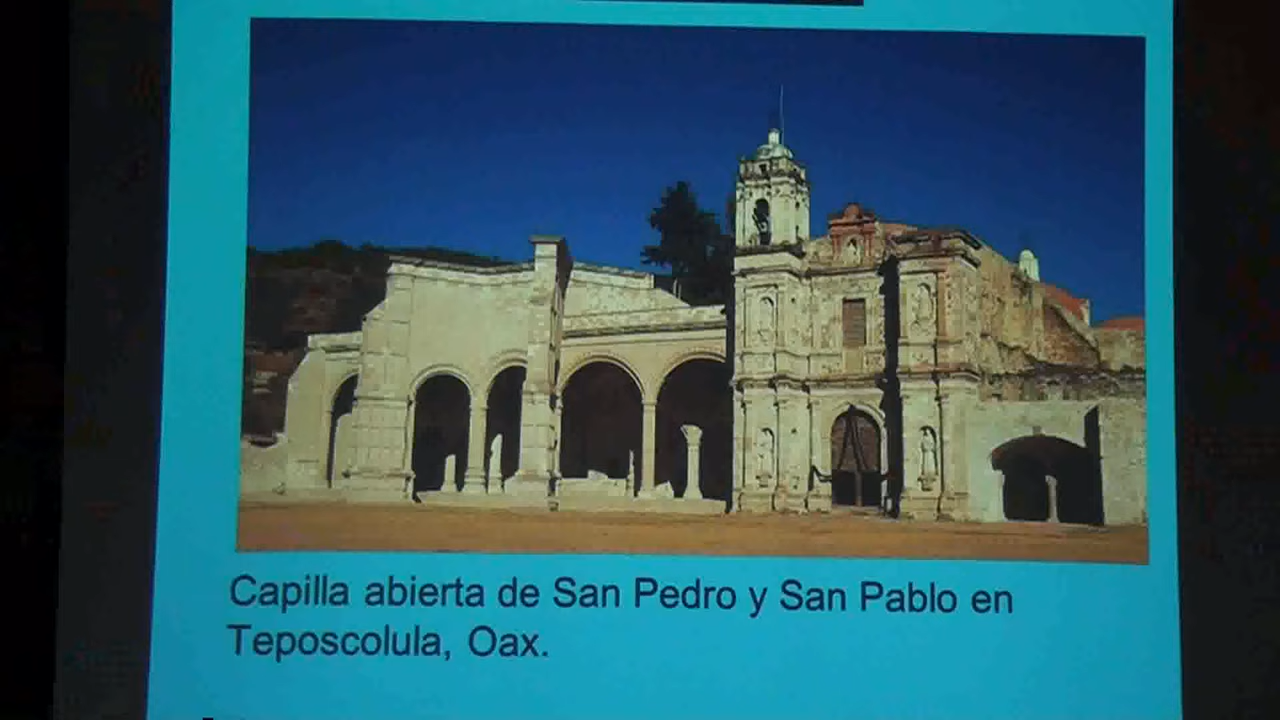 Capilla abierta de San Pedro y San Pablo en
Teposcolula, Oax.